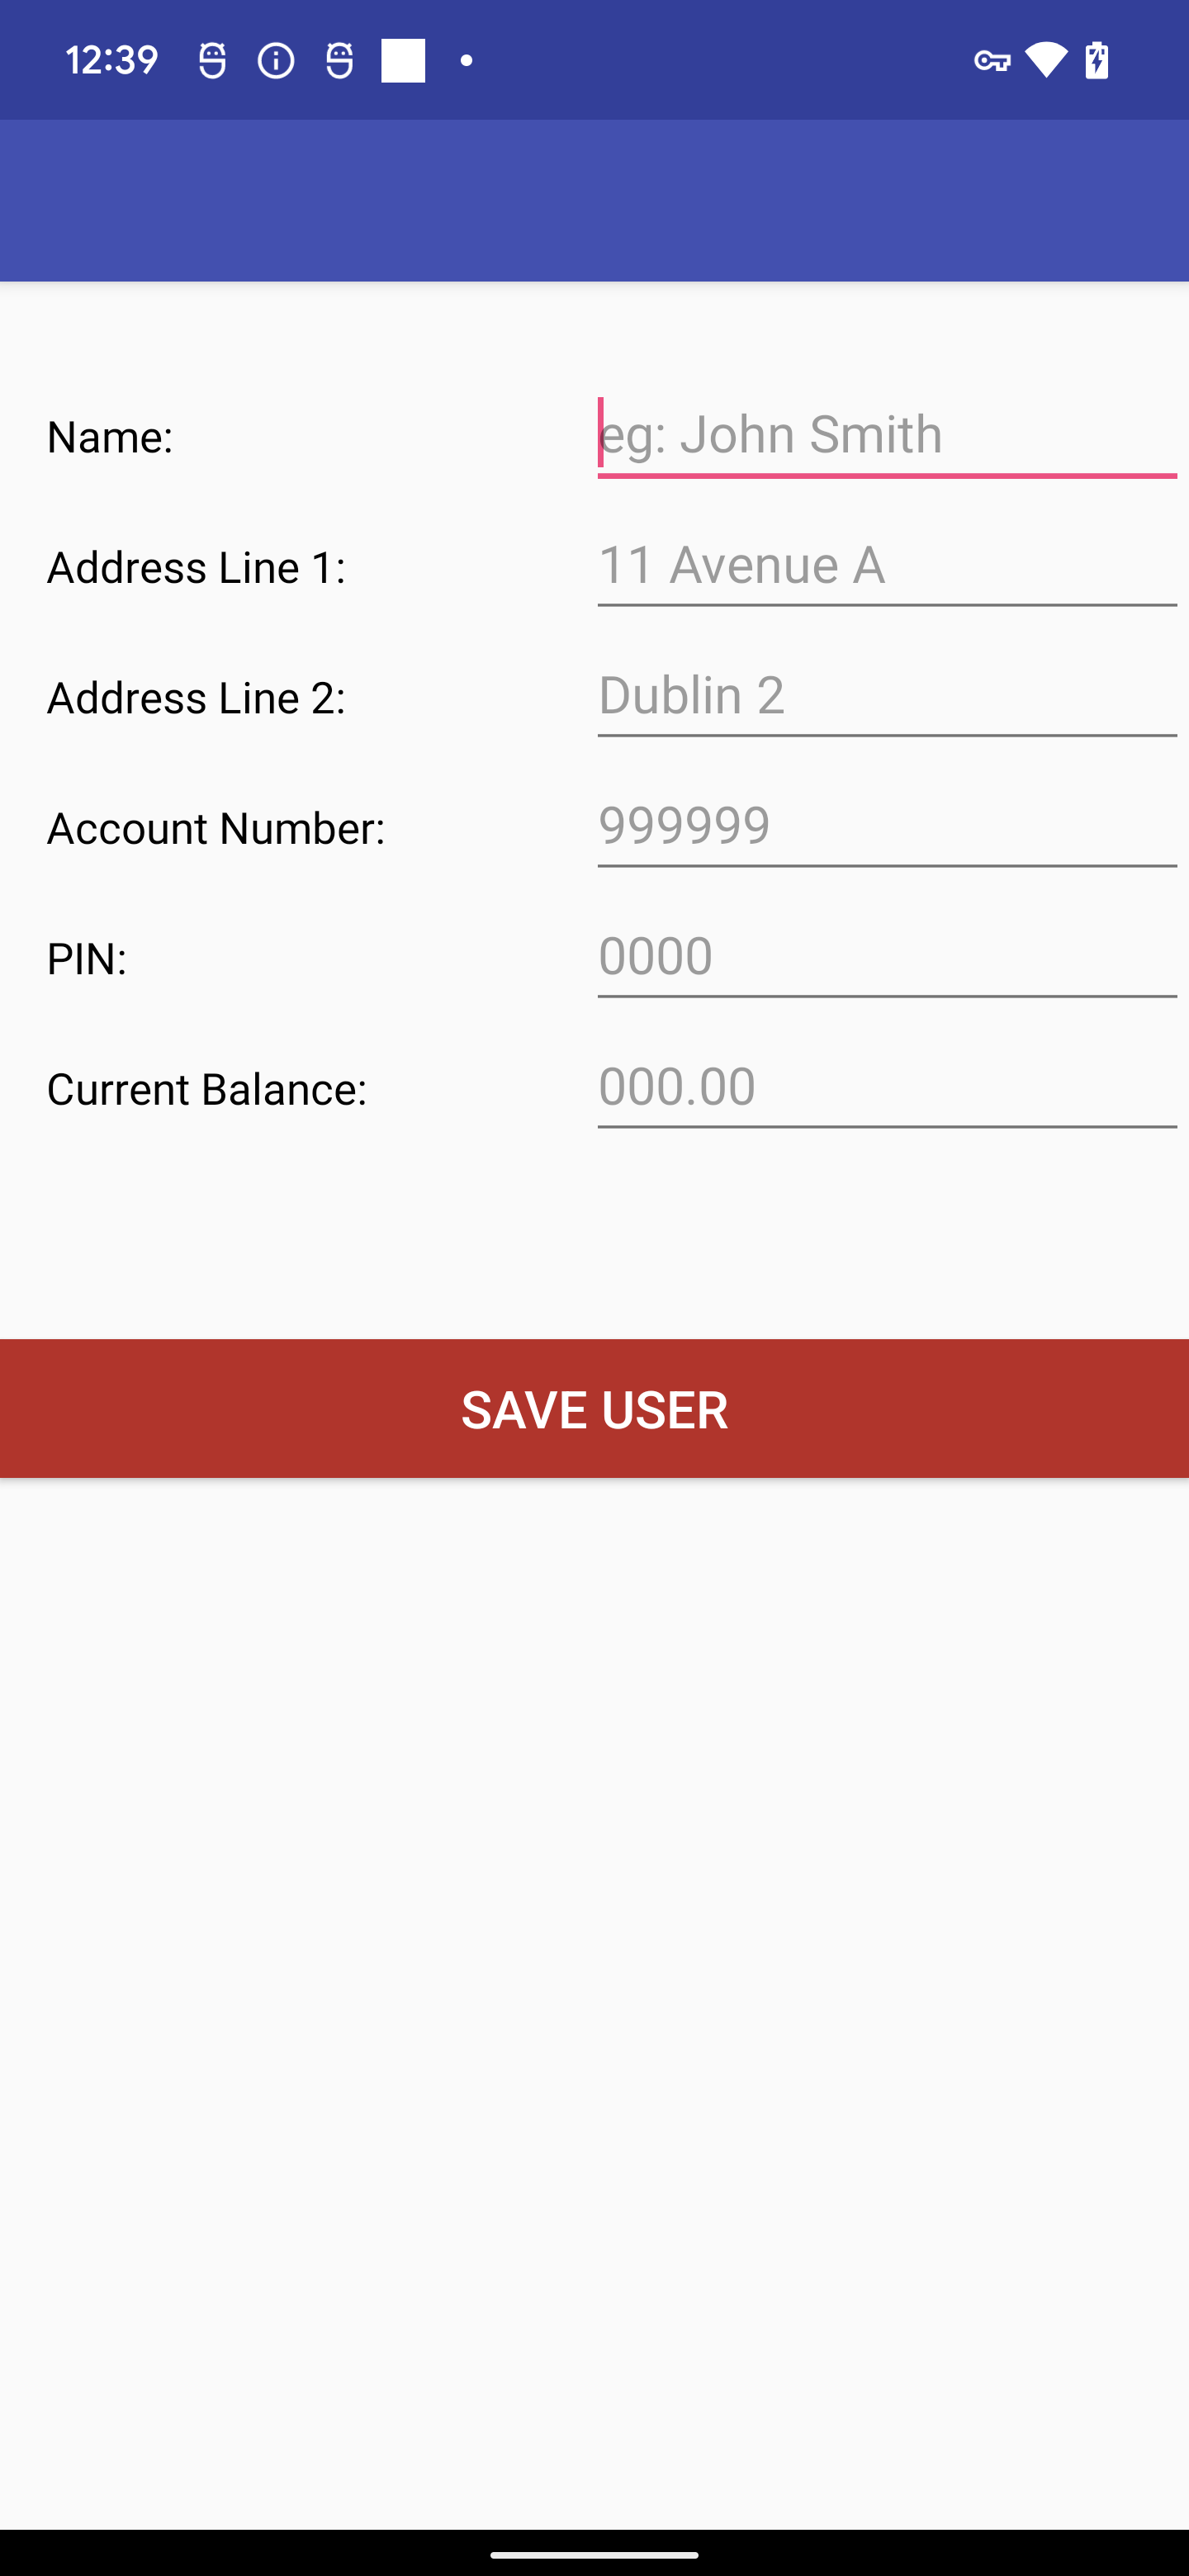 12:39
Name:
eg: John Smith
Address Line 1:
11 Avenue A
Address Line 2:
Dublin 2
Account Number:
999999
PIN:
0000
Current Balance:
000.00
SAVE USER